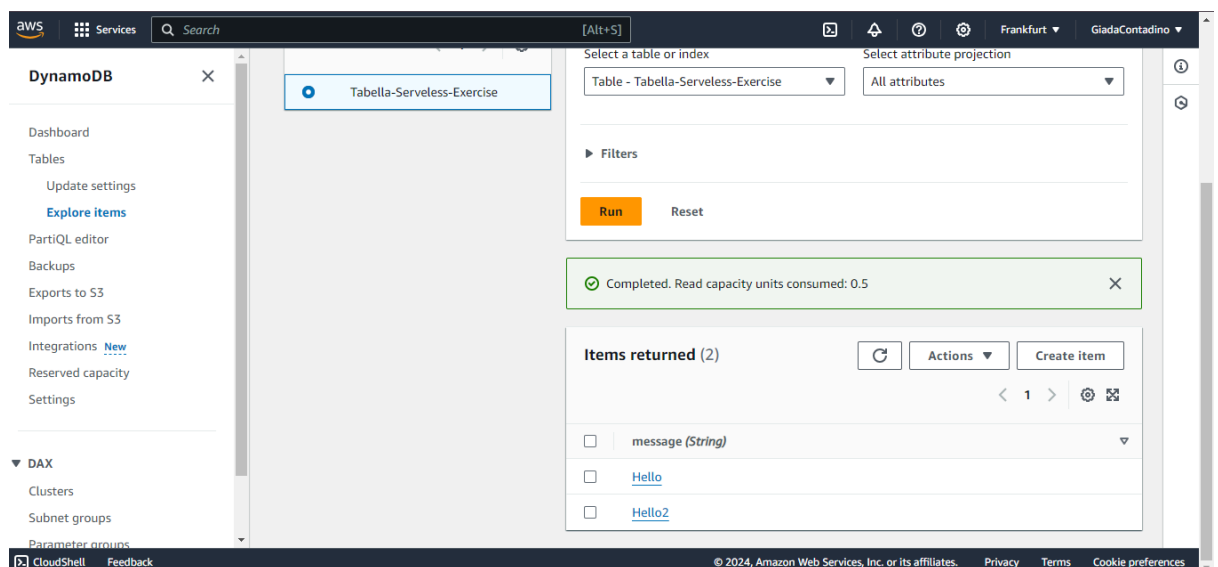 aws
Services
Search
[Alt+S]
Frankfurt ▼
GiadaContadino ▼
DynamoDB
Dashboard
Tables
Update settings
Explore items
PartiQL editor
Backups
Exports to S3
Imports from S3
Integrations New
Reserved capacity
Settings
▼ DAX
Clusters
Subnet groups
Parameter groups
Tabella-Serveless-Exercise
Select a table or index
Table - Tabella-Serveless-Exercise
Select attribute projection
All attributes
Filters
Run
Reset
Completed. Read capacity units consumed: 0.5
Items returned (2)
Actions ▼
Create item
1
message (String)
Hello
Hello2
CloudShell
Feedback
© 2024, Amazon Web Services, Inc. or its affiliates.
Privacy
Terms
Cookie preferences